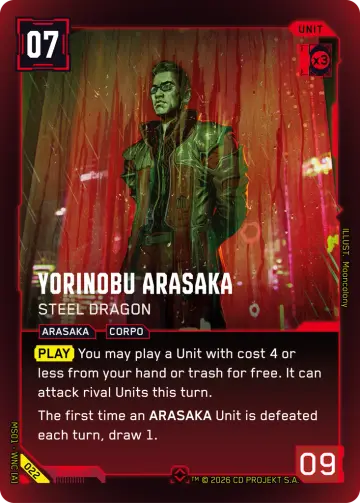 07
UNIT
x3
ILLUST. Mooncolony
YORINOBU ARASAKA
STEEL DRAGON
ARASAKA CORPO
PLAY You may play a Unit with cost 4 or
less from your hand or trash for free. It can
attack rival Units this turn.
The first time an ARASAKA Unit is defeated
each turn, draw 1.
022
™ © 2026 CD PROJEKT S.A.
09